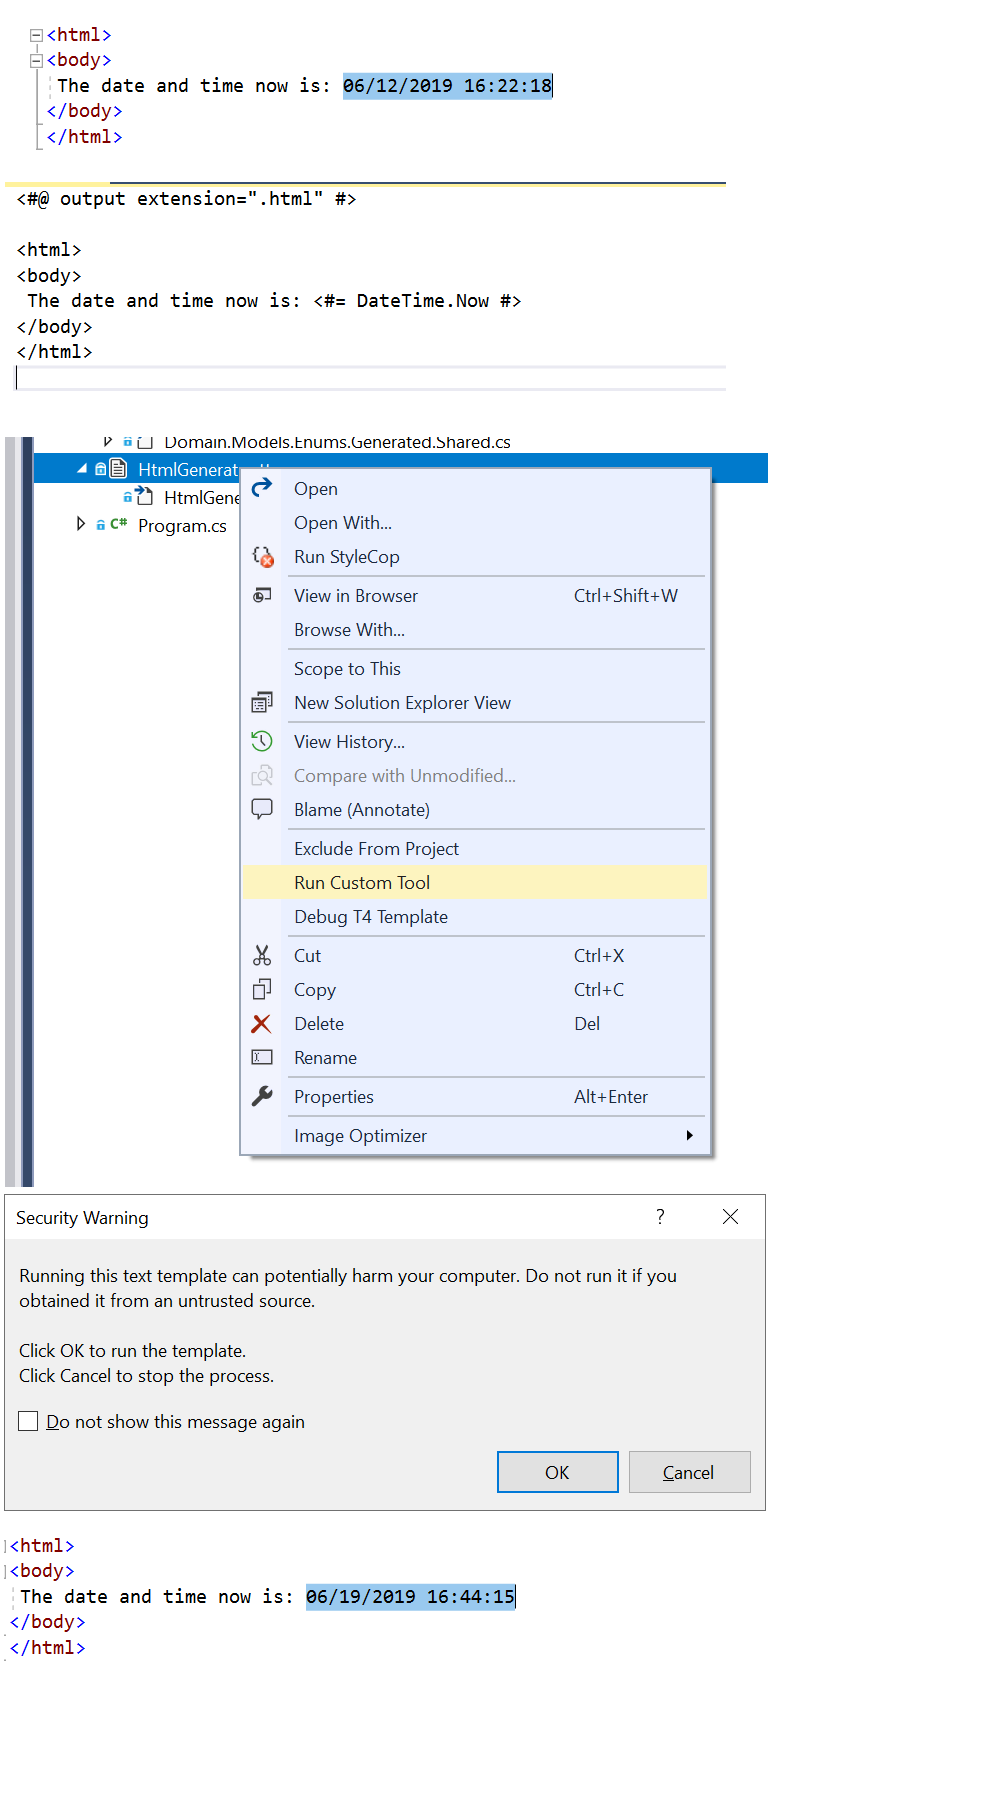 <html>
<body>
The date and time now is: 06/12/2019 16:22:18
</body>
</html>
<#@ output extension=".html" #>
<html>
<body>
The date and time now is: <#= DateTime.Now #>
</body>
</html>
Domain.Models.Enums.Generated.Shared.cs
HtmlGenerat
HtmlGene
C# Program.cs
Open
Open With...
Run StyleCop
View in Browser Ctrl+Shift+W
Browse With...
Scope to This
New Solution Explorer View
View History...
Compare with Unmodified...
Blame (Annotate)
Exclude From Project
Run Custom Tool
Debug T4 Template
Cut Ctrl+X
Copy Ctrl+C
Delete Del
Rename
Properties Alt+Enter
Image Optimizer
Security Warning ?
Running this text template can potentially harm your computer. Do not run it if you
obtained it from an untrusted source.
Click OK to run the template.
Click Cancel to stop the process.
Do not show this message again
OK Cancel
<html>
<body>
The date and time now is: 06/19/2019 16:44:15
</body>
</html>